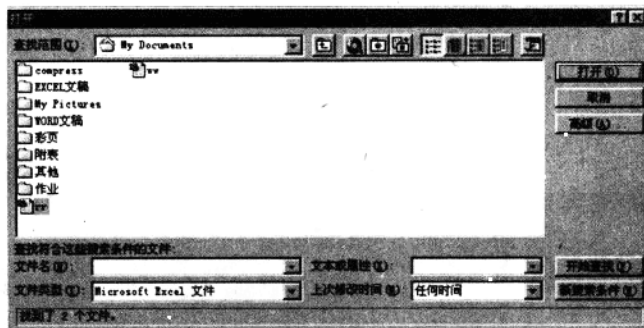 打开
查找范围(I): My Documents
compress
ww
EXCEL文稿
My Pictures
WORD文稿
彩页
附表
其他
作业
ww
打开(O)
取消
高级(A)...
查找符合这些搜索条件的文件:
文件名(N): 文本或属性(X): 开始查找(F)
文件类型(T): Microsoft Excel 文件 上次修改时间(M): 任何时间 新搜索条件(W)
找到了 2 个文件。